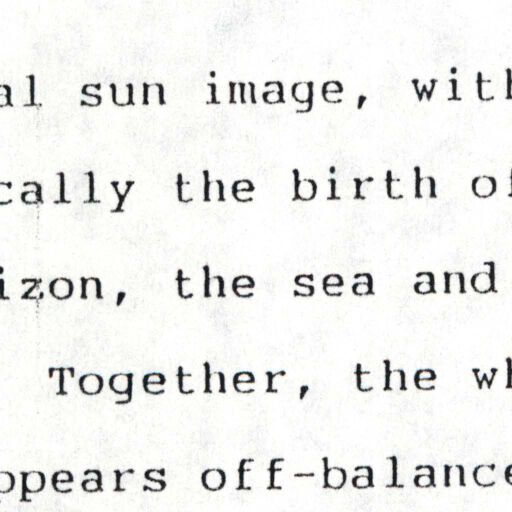 al sun image, with
cally the birth of
izon, the sea and
Together, the wh
ppears off-balance